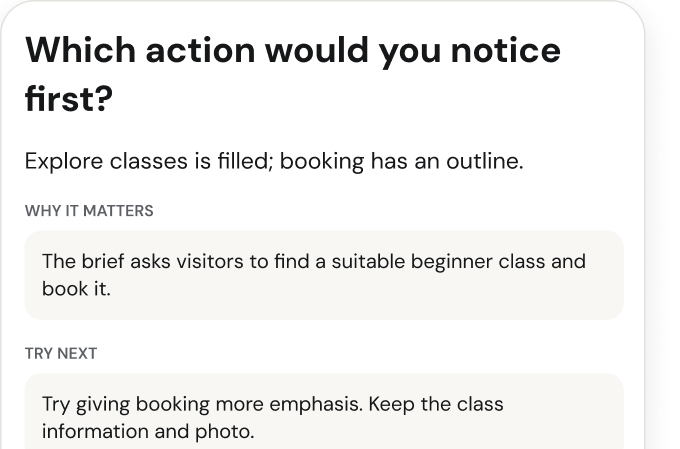 Which action would you notice
first?
Explore classes is filled; booking has an outline.
WHY IT MATTERS
The brief asks visitors to find a suitable beginner class and
book it.
TRY NEXT
Try giving booking more emphasis. Keep the class
information and photo.